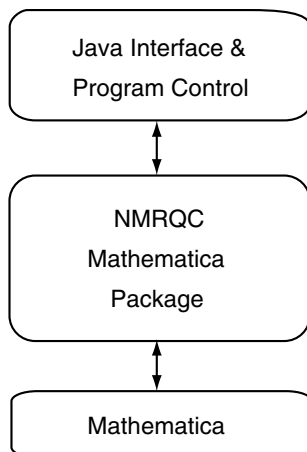 Java Interface &
Program Control
NMRQC
Mathematica
Package
Mathematica